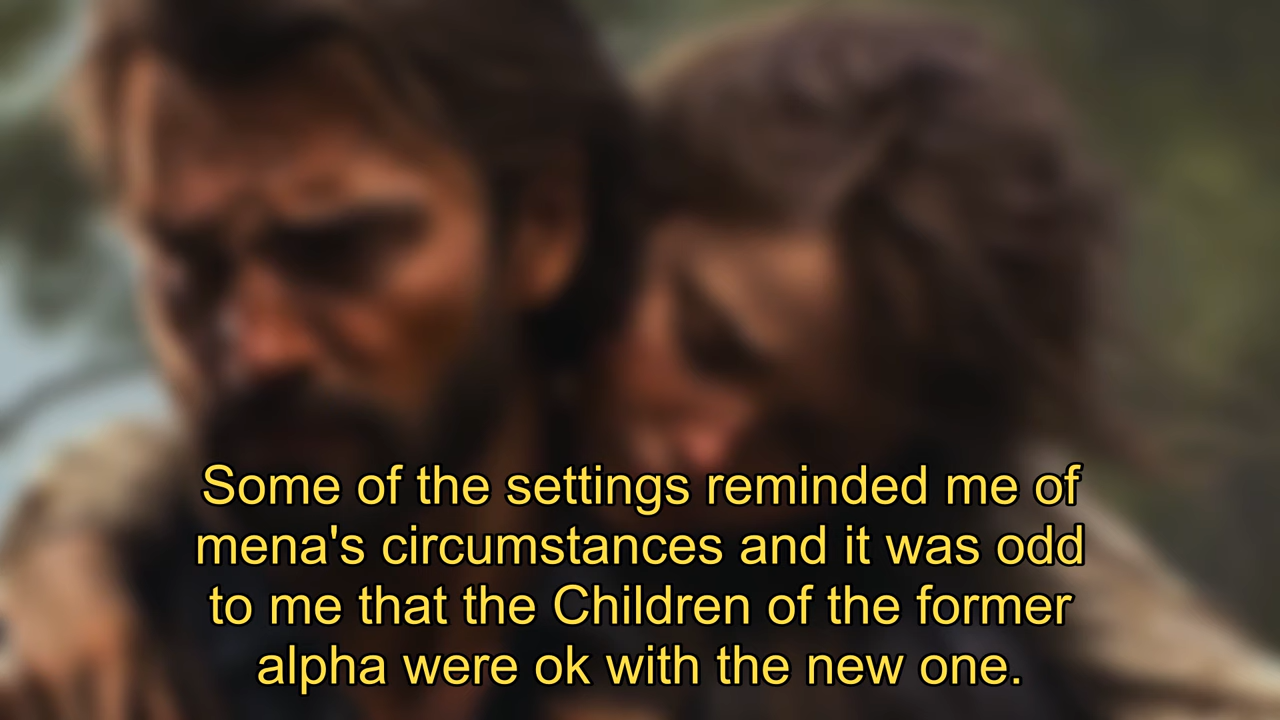 Some of the settings reminded me of
mena's circumstances and it was odd
to me that the Children of the former
alpha were ok with the new one.